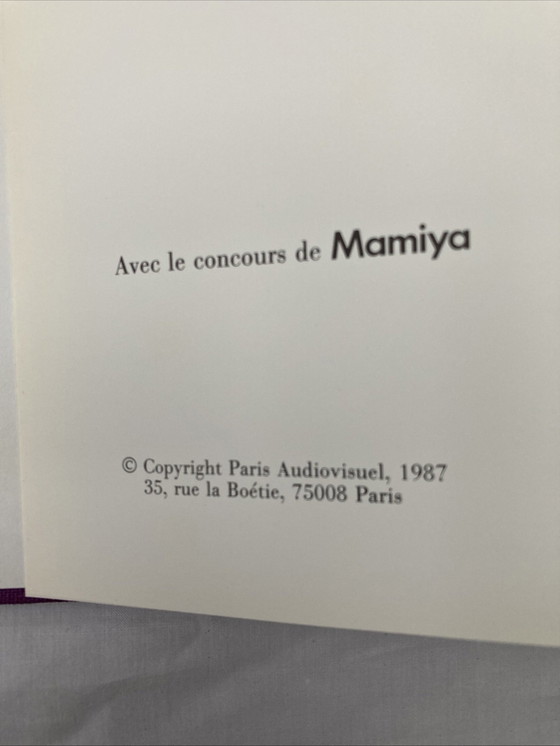 Avec le concours de Mamiya
© Copyright Paris Audiovisuel, 1987
35, rue la Boétie, 75008 Paris